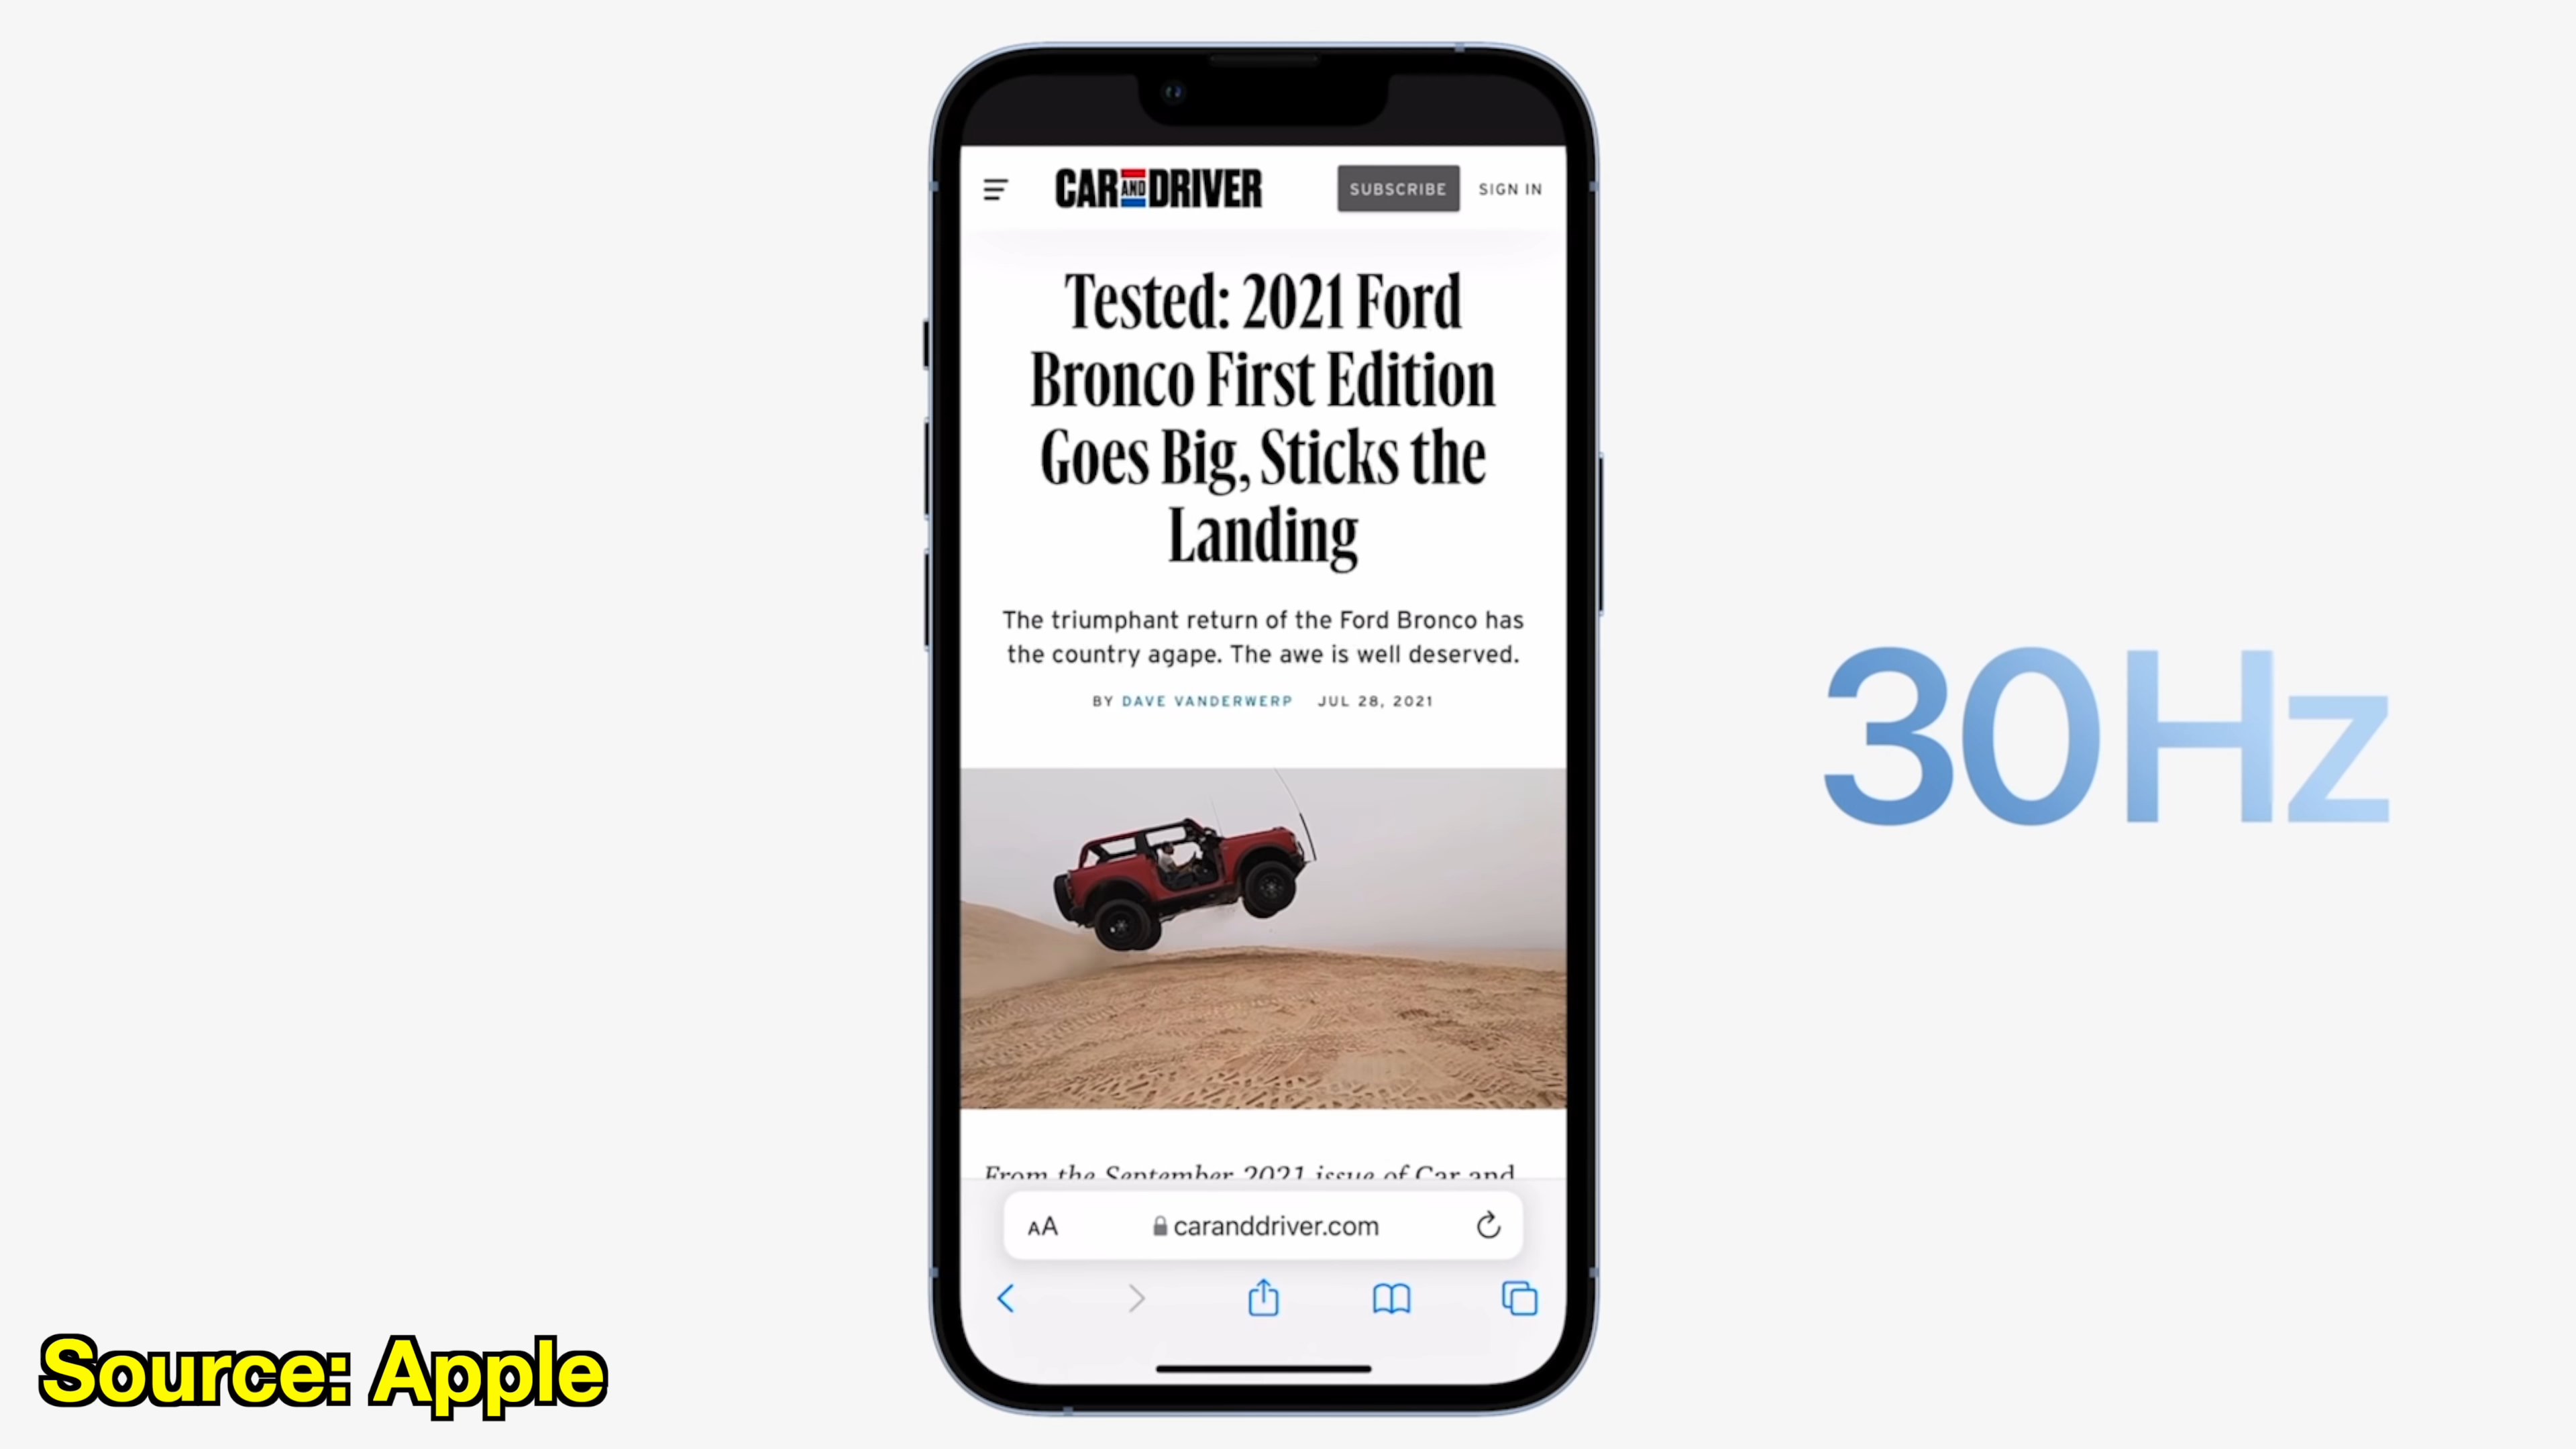 CAR AND DRIVER
SUBSCRIBE
SIGN IN
Tested: 2021 Ford
Bronco First Edition
Goes Big, Sticks the
Landing
The triumphant return of the Ford Bronco has
the country agape. The awe is well deserved.
BY DAVE VANDERWERP JUL 28, 2021
From the September 2021 issue of Car and
AA
caranddriver.com
30Hz
Source: Apple